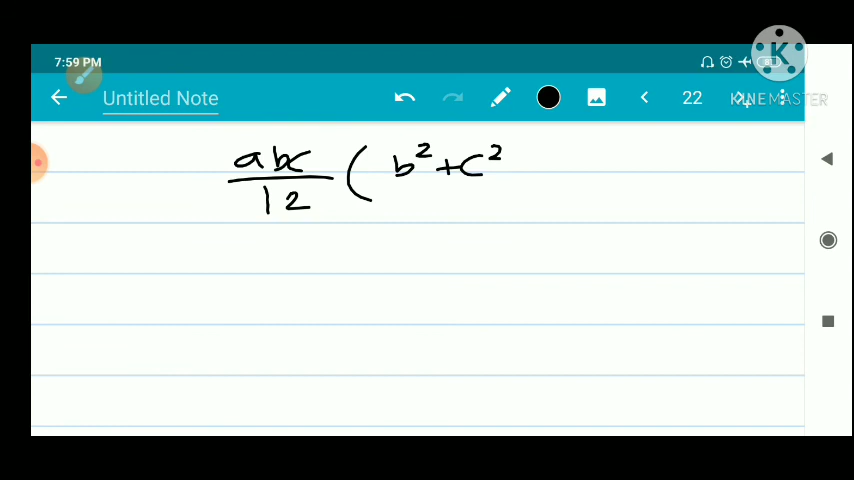 7:59 PM
K
KINEMASTER
Untitled Note
22
abc/12 ( b²+c²